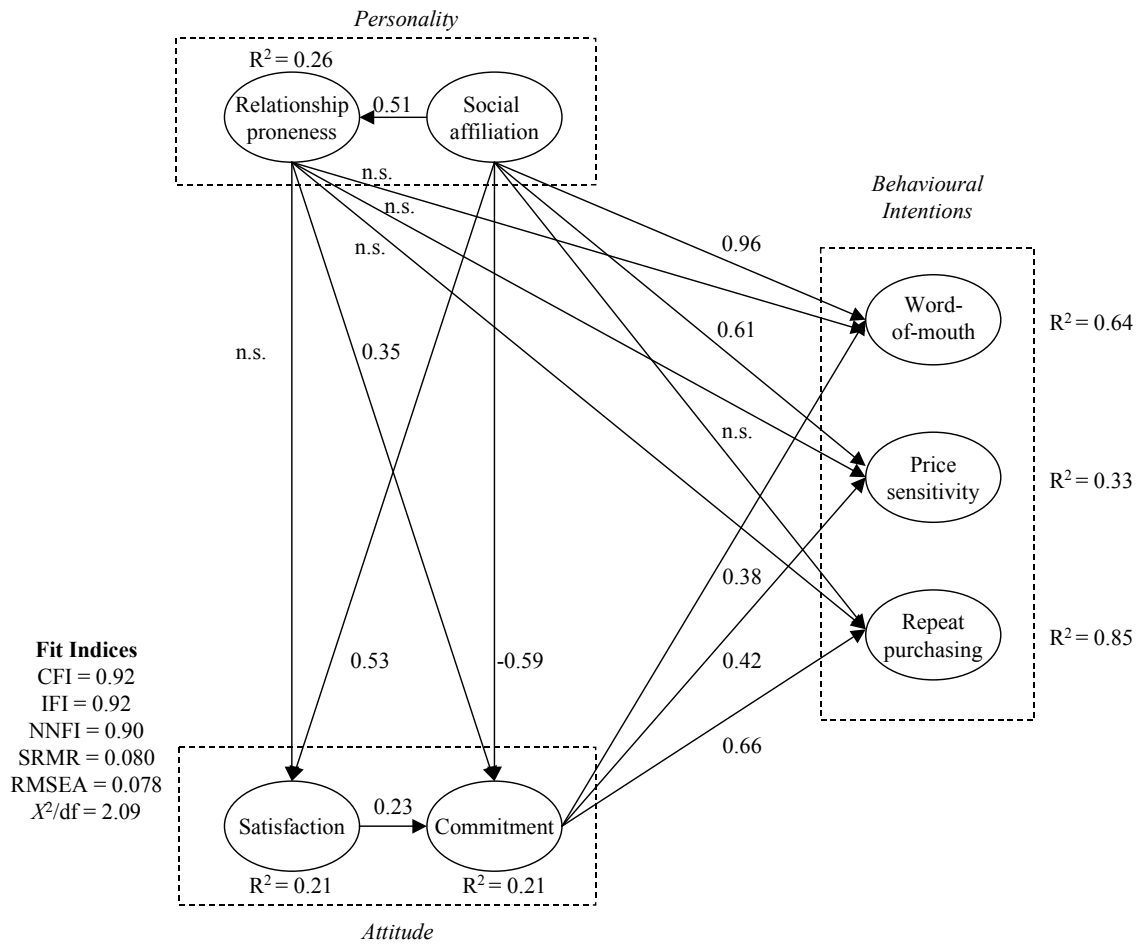 Personality
R² = 0.26
Relationship
proneness
0.51
Social
affiliation
n.s.
n.s.
n.s.
Behavioural
Intentions
0.96
Word-
of-mouth
R² = 0.64
n.s.
0.35
0.61
n.s.
Price
sensitivity
R² = 0.33
0.38
Repeat
purchasing
R² = 0.85
0.53
-0.59
0.42
0.66
Fit Indices
CFI = 0.92
IFI = 0.92
NNFI = 0.90
SRMR = 0.080
RMSEA = 0.078
X²/df = 2.09
Satisfaction
0.23
Commitment
R² = 0.21
R² = 0.21
Attitude